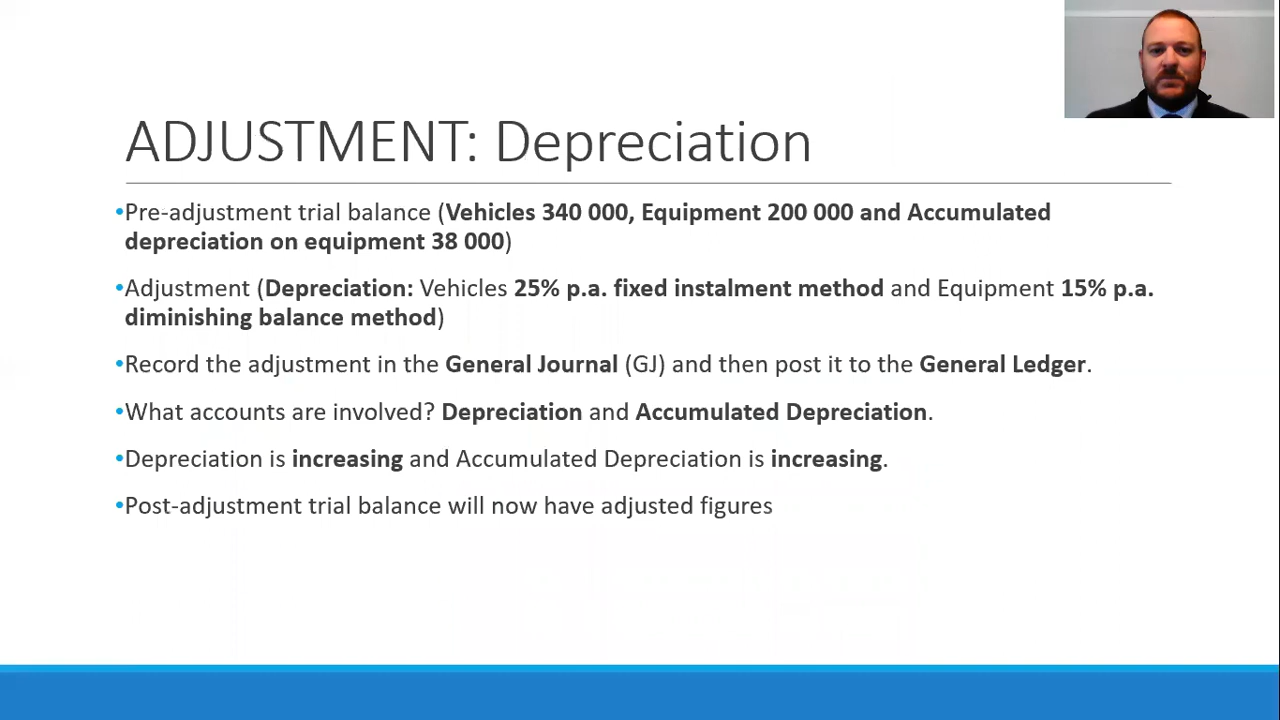 ADJUSTMENT: Depreciation
•Pre-adjustment trial balance (Vehicles 340 000, Equipment 200 000 and Accumulated
depreciation on equipment 38 000)
•Adjustment (Depreciation: Vehicles 25% p.a. fixed instalment method and Equipment 15% p.a.
diminishing balance method)
•Record the adjustment in the General Journal (GJ) and then post it to the General Ledger.
•What accounts are involved? Depreciation and Accumulated Depreciation.
•Depreciation is increasing and Accumulated Depreciation is increasing.
•Post-adjustment trial balance will now have adjusted figures